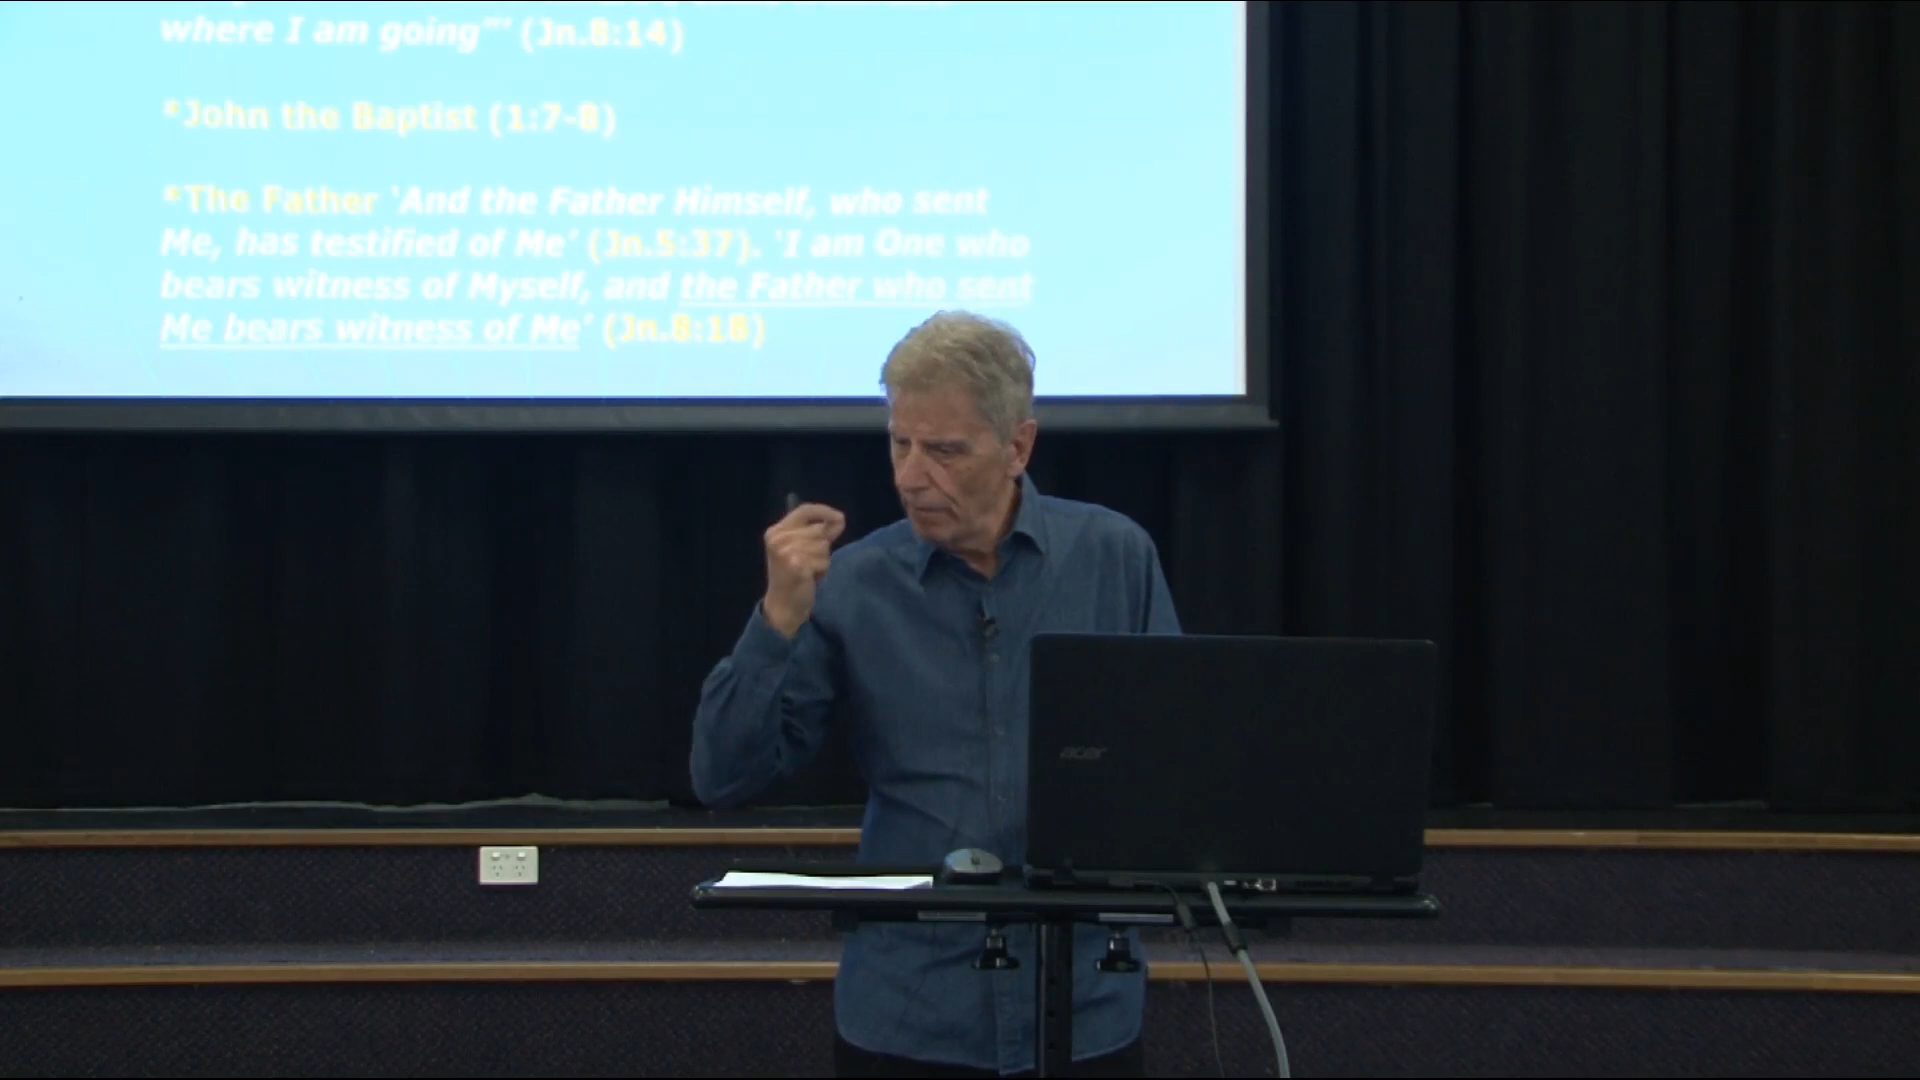 where I am going”’ (Jn.8:14)
*John the Baptist (1:7-8)
*The Father ‘And the Father Himself, who sent
Me, has testified of Me’ (Jn.5:37). ‘I am One who
bears witness of Myself, and the Father who sent
Me bears witness of Me’ (Jn.8:18)
acer